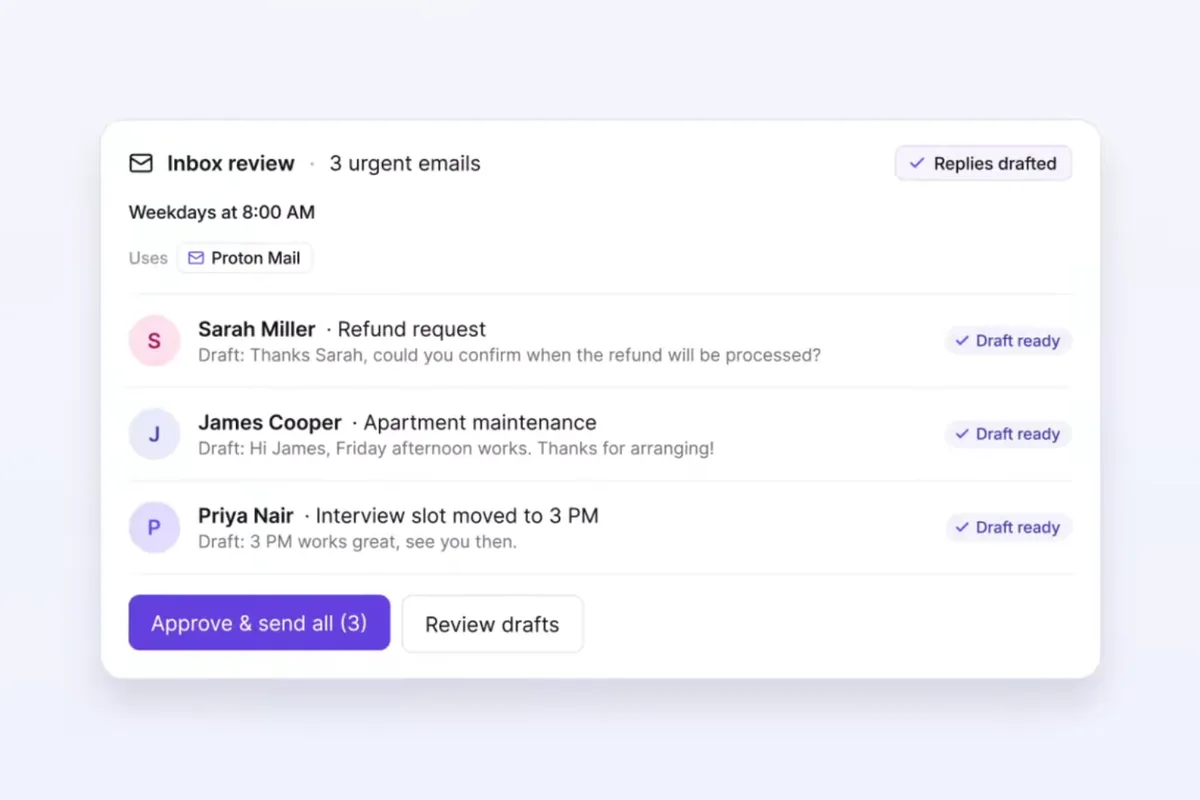 Inbox review · 3 urgent emails
Replies drafted
Weekdays at 8:00 AM
Uses Proton Mail
S
Sarah Miller · Refund request
Draft: Thanks Sarah, could you confirm when the refund will be processed?
Draft ready
J
James Cooper · Apartment maintenance
Draft: Hi James, Friday afternoon works. Thanks for arranging!
Draft ready
P
Priya Nair · Interview slot moved to 3 PM
Draft: 3 PM works great, see you then.
Draft ready
Approve & send all (3)
Review drafts